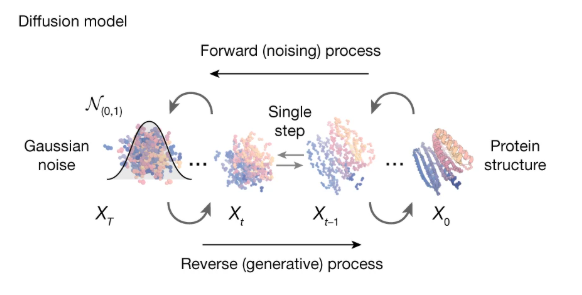 Diffusion model
Forward (noising) process
𝒩(0,1)
Single
step
Gaussian
noise
...
...
Protein
structure
X_T
X_t
X_{t–1}
X_0
Reverse (generative) process